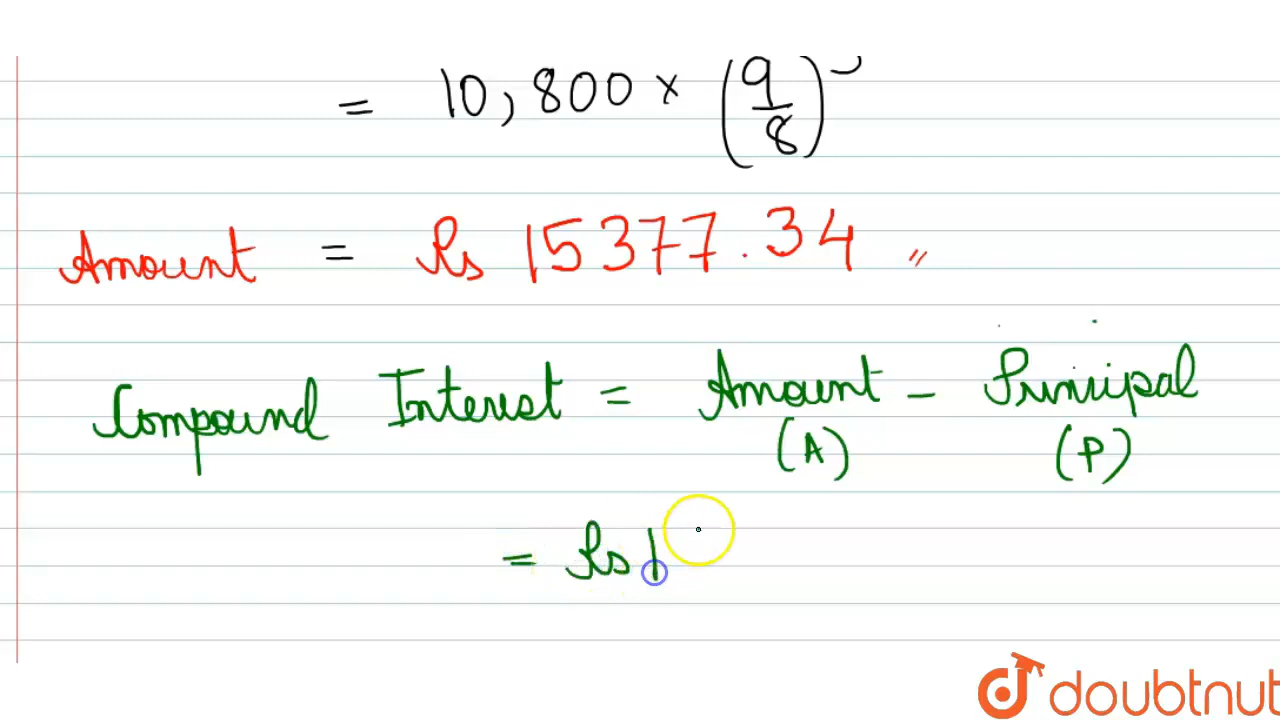 = 10,800 × (9/8)
Amount = Rs 15377.34 "
Compound Interest = Amount - Principal
(A) (P)
= Rs 1
doubtnut